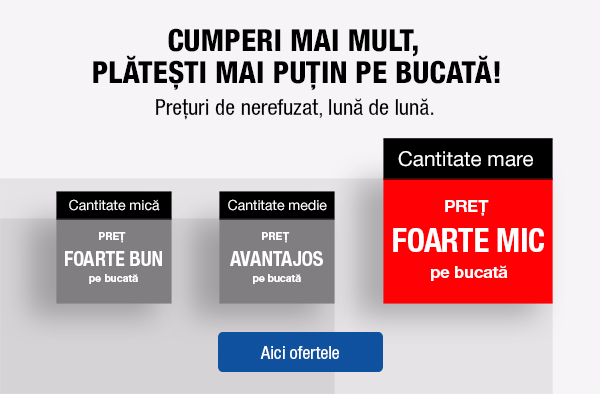 CUMPERI MAI MULT,
PLĂTEȘTI MAI PUȚIN PE BUCATĂ!
Prețuri de nerefuzat, lună de lună.
Cantitate mică
PREȚ
FOARTE BUN
pe bucată
Cantitate medie
PREȚ
AVANTAJOS
pe bucată
Cantitate mare
PREȚ
FOARTE MIC
pe bucată
Aici ofertele